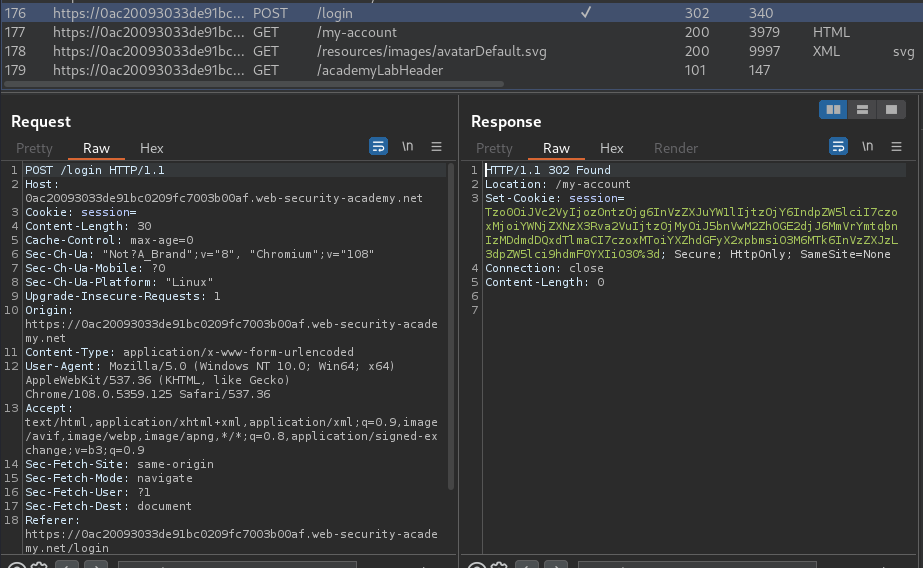 176 https://0ac20093033de91bc... POST /login ✓ 302 340
177 https://0ac20093033de91bc... GET /my-account 200 3979 HTML
178 https://0ac20093033de91bc... GET /resources/images/avatarDefault.svg 200 9997 XML svg
179 https://0ac20093033de91bc... GET /academyLabHeader 101 147
Request
Pretty Raw Hex \n
1 POST /login HTTP/1.1
2 Host:
0ac20093033de91bc0209fc7003b00af.web-security-academy.net
3 Cookie: session=
4 Content-Length: 30
5 Cache-Control: max-age=0
6 Sec-Ch-Ua: "Not?A_Brand";v="8", "Chromium";v="108"
7 Sec-Ch-Ua-Mobile: ?0
8 Sec-Ch-Ua-Platform: "Linux"
9 Upgrade-Insecure-Requests: 1
10 Origin:
https://0ac20093033de91bc0209fc7003b00af.web-security-acade
my.net
11 Content-Type: application/x-www-form-urlencoded
12 User-Agent: Mozilla/5.0 (Windows NT 10.0; Win64; x64)
AppleWebKit/537.36 (KHTML, like Gecko)
Chrome/108.0.5359.125 Safari/537.36
13 Accept:
text/html,application/xhtml+xml,application/xml;q=0.9,image
/avif,image/webp,image/apng,*/*;q=0.8,application/signed-ex
change;v=b3;q=0.9
14 Sec-Fetch-Site: same-origin
15 Sec-Fetch-Mode: navigate
16 Sec-Fetch-User: ?1
17 Sec-Fetch-Dest: document
18 Referer:
https://0ac20093033de91bc0209fc7003b00af.web-security-acade
my.net/login
Response
Pretty Raw Hex Render \n
1 HTTP/1.1 302 Found
2 Location: /my-account
3 Set-Cookie: session=
Tzo0OiJVc2VyIjozOntzOjg6InVzZXJuYW1lIjtzOjY6IndpZW5lciI7czo
xMjoiYWNjZXNzX3Rva2VuIjtzOjMyOiJ5bnVwM2ZhOGE2djJ6MmVrYmtqbn
IzMDdmdDQxdTlmaCI7czoxMToiYXZhdGFyX2xpbmsiO3M6MTk6InVzZXJzL
3dpZW5lci9hdmF0YXIiO30%3d; Secure; HttpOnly; SameSite=None
4 Connection: close
5 Content-Length: 0
6
7